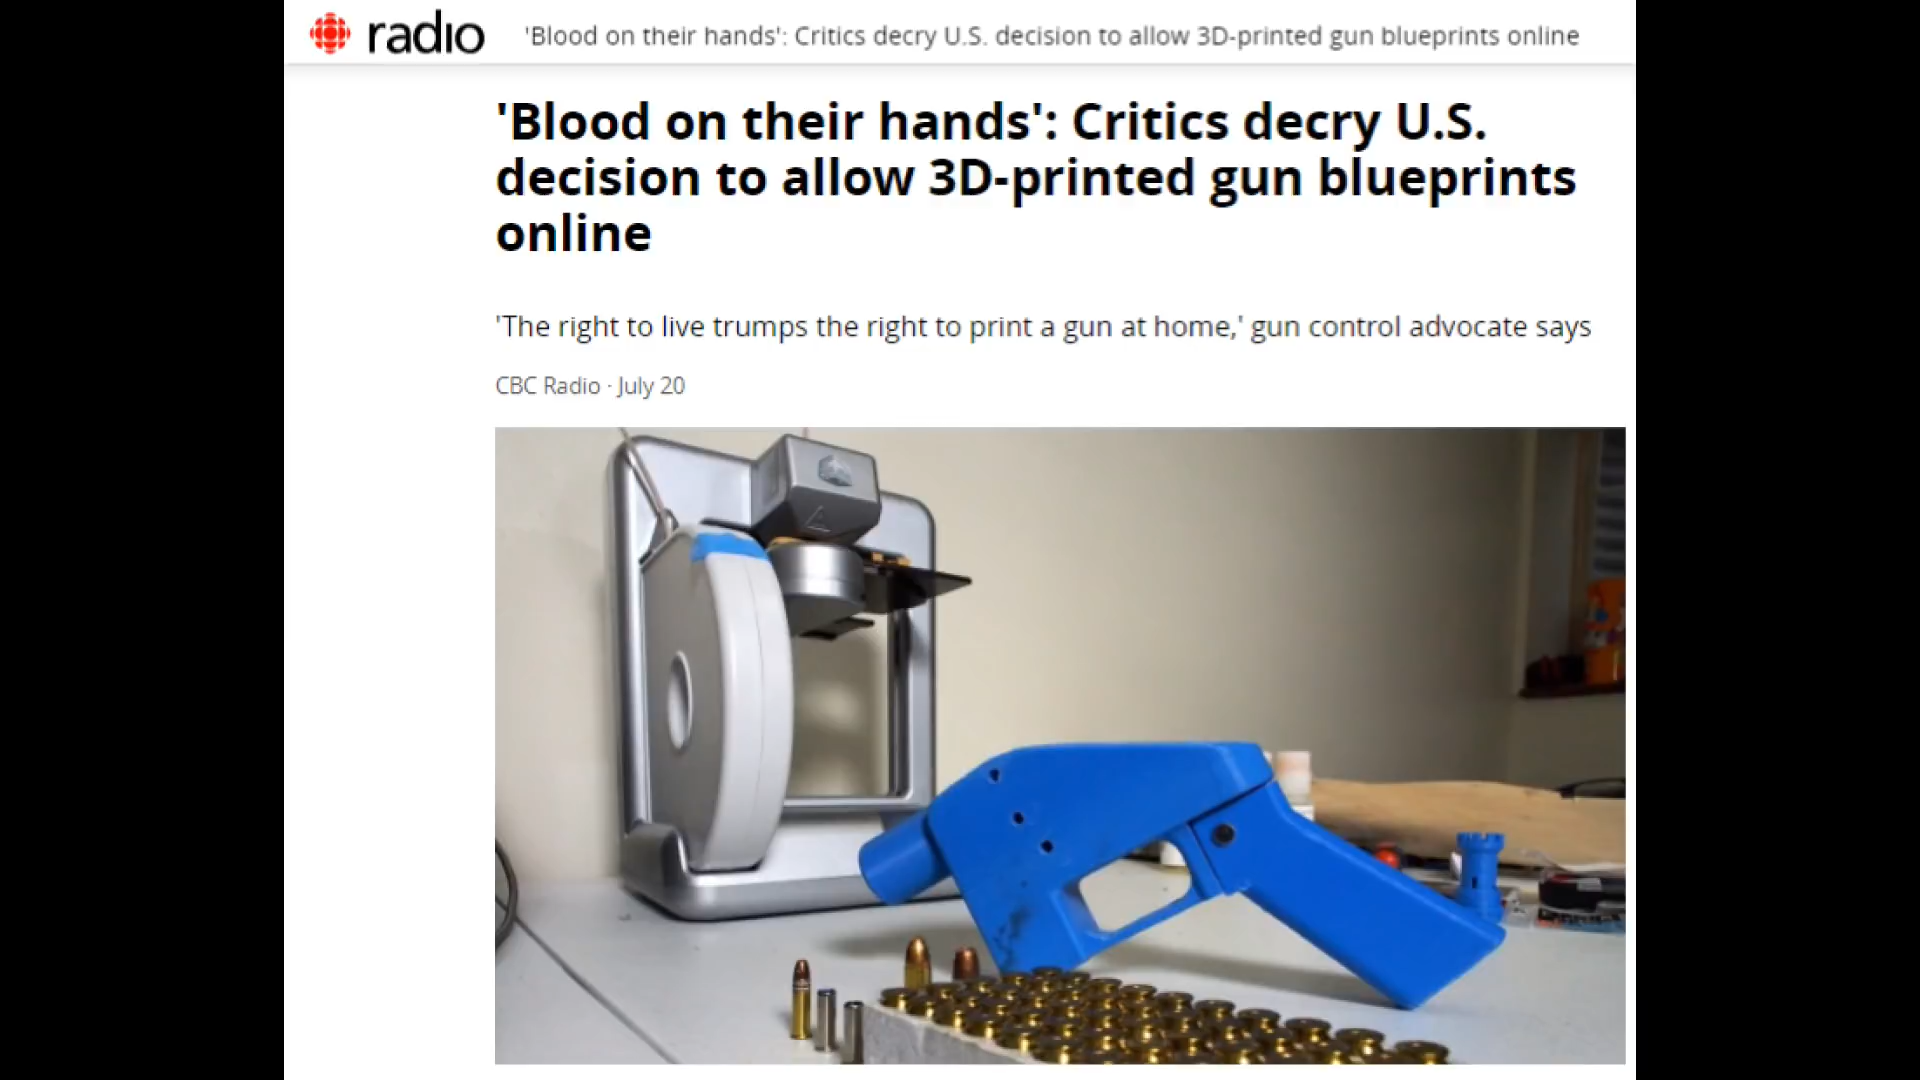 radio
'Blood on their hands': Critics decry U.S. decision to allow 3D-printed gun blueprints online
'Blood on their hands': Critics decry U.S.
decision to allow 3D-printed gun blueprints
online
'The right to live trumps the right to print a gun at home,' gun control advocate says
CBC Radio · July 20